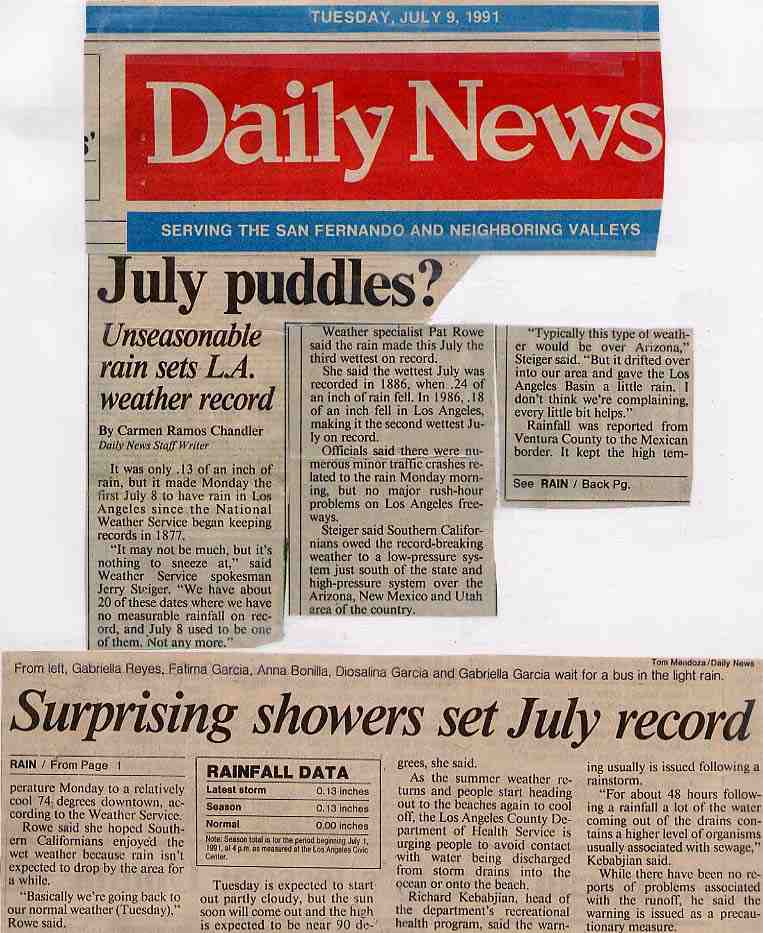 TUESDAY, JULY 9, 1991
Daily News
SERVING THE SAN FERNANDO AND NEIGHBORING VALLEYS
July puddles?
Unseasonable
rain sets L.A.
weather record
By Carmen Ramos Chandler
Daily News Staff Writer
It was only .13 of an inch of
rain, but it made Monday the
first July 8 to have rain in Los
Angeles since the National
Weather Service began keeping
records in 1877.
"It may not be much, but it's
nothing to sneeze at," said
Weather Service spokesman
Jerry Steiger. "We have about
20 of these dates where we have
no measurable rainfall on rec-
ord, and July 8 used to be one
of them. Not any more."
Weather specialist Pat Rowe
said the rain made this July the
third wettest on record.
She said the wettest July was
recorded in 1886, when .24 of
an inch of rain fell. In 1986, .18
of an inch fell in Los Angeles,
making it the second wettest Ju-
ly on record.
Officials said there were nu-
merous minor traffic crashes re-
lated to the rain Monday morn-
ing, but no major rush-hour
problems on Los Angeles free-
ways.
Steiger said Southern Califor-
nians owed the record-breaking
weather to a low-pressure sys-
tem just south of the state and
high-pressure system over the
Arizona, New Mexico and Utah
area of the country.
"Typically this type of weath-
er would be over Arizona,"
Steiger said. "But it drifted over
into our area and gave the Los
Angeles Basin a little rain. I
don't think we're complaining,
every little bit helps."
Rainfall was reported from
Ventura County to the Mexican
border. It kept the high tem-
See RAIN / Back Pg.
Tom Mendoza/Daily News
From left, Gabriella Reyes, Fatima Garcia, Anna Bonilla, Diosalina Garcia and Gabriella Garcia wait for a bus in the light rain.
Surprising showers set July record
RAIN / From Page 1
perature Monday to a relatively
cool 74 degrees downtown, ac-
cording to the Weather Service.
Rowe said she hoped South-
ern Californians enjoyed the
wet weather because rain isn't
expected to drop by the area for
a while.
"Basically we're going back to
our normal weather (Tuesday),"
Rowe said.
RAINFALL DATA
Latest storm 0.13 inches
Season 0.13 inches
Normal 0.00 inches
Note: Season total is for the period beginning July 1,
1991, at 4 p.m. as measured at the Los Angeles Civic
Center.
Tuesday is expected to start
out partly cloudy, but the sun
soon will come out and the high
is expected to be near 90 de-
grees, she said.
As the summer weather re-
turns and people start heading
out to the beaches again to cool
off, the Los Angeles County De-
partment of Health Service is
urging people to avoid contact
with water being discharged
from storm drains into the
ocean or onto the beach.
Richard Kebabjian, head of
the department's recreational
health program, said the warn-
ing usually is issued following a
rainstorm.
"For about 48 hours follow-
ing a rainfall a lot of the water
coming out of the drains con-
tains a higher level of organisms
usually associated with sewage,"
Kebabjian said.
While there have been no re-
ports of problems associated
with the runoff, he said the
warning is issued as a precau-
tionary measure.